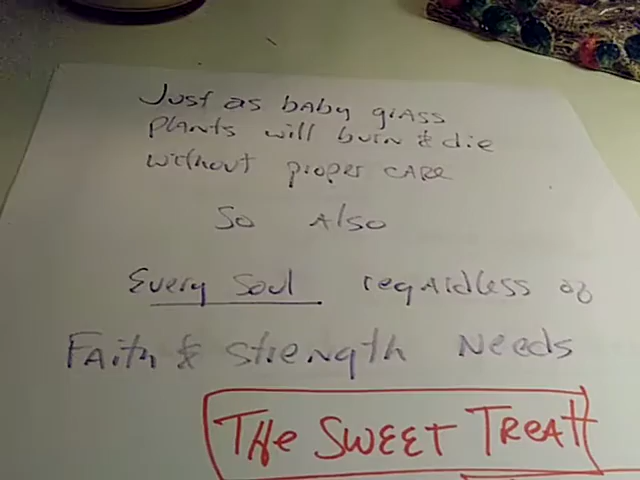 Just as baby grass
plants will burn & die
without proper care
So Also
Every Soul regardless of
Faith & Strength Needs
THE SWEET TREAT